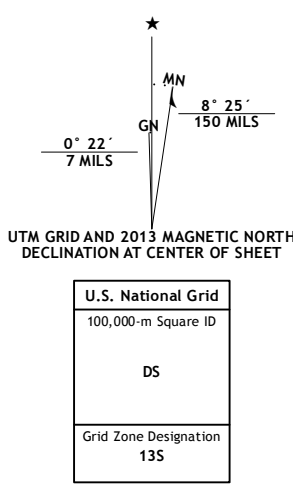 MN
GN
0° 22´
7 MILS
8° 25´
150 MILS
UTM GRID AND 2013 MAGNETIC NORTH
DECLINATION AT CENTER OF SHEET
U.S. National Grid
100,000-m Square ID
DS
Grid Zone Designation
13S